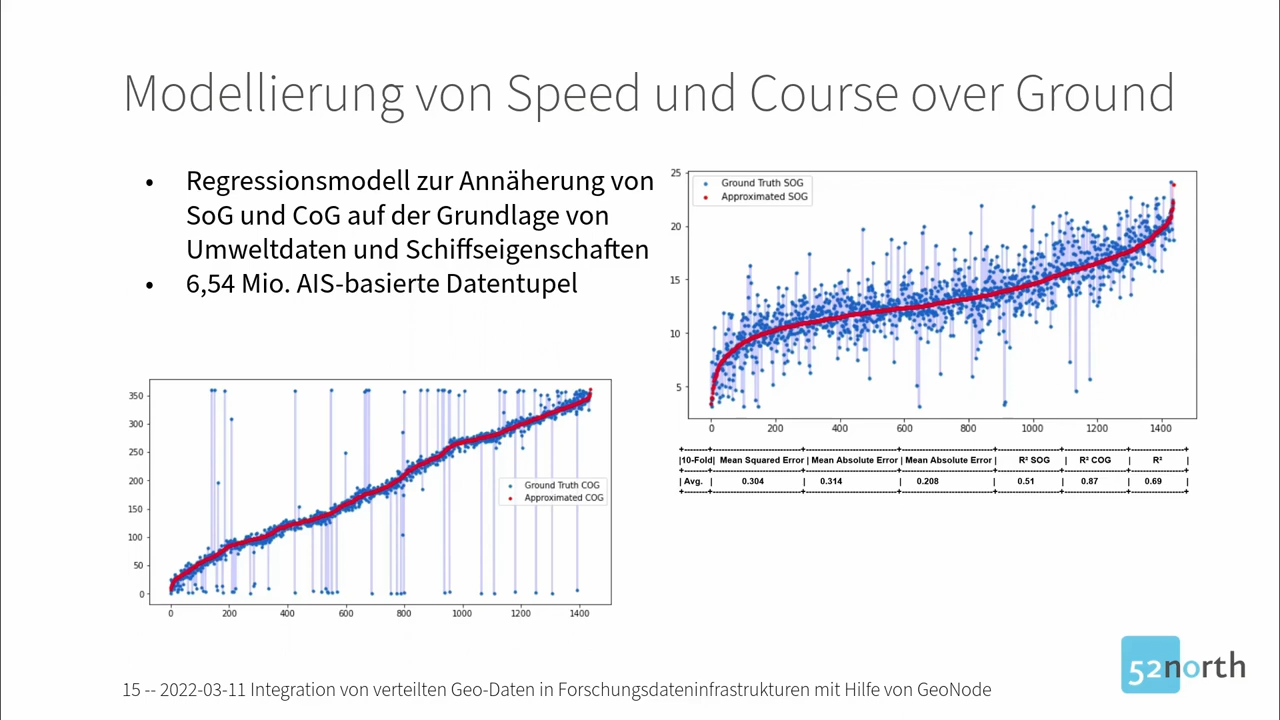 Modellierung von Speed und Course over Ground
• Regressionsmodell zur Annäherung von
SoG und CoG auf der Grundlage von
Umweltdaten und Schiffseigenschaften
• 6,54 Mio. AIS-basierte Datentupel
25
20
15
10
5
Ground Truth SOG
Approximated SOG
0 200 400 600 800 1000 1200 1400
|10-Fold| Mean Squared Error | Mean Absolute Error | Mean Absolute Error | R² SOG | R² COG | R² |
| Avg. | 0.304 | 0.314 | 0.208 | 0.51 | 0.87 | 0.69 |
350
300
250
200
150
100
50
0
Ground Truth COG
Approximated COG
0 200 400 600 800 1000 1200 1400
15 -- 2022-03-11 Integration von verteilten Geo-Daten in Forschungsdateninfrastrukturen mit Hilfe von GeoNode
52north